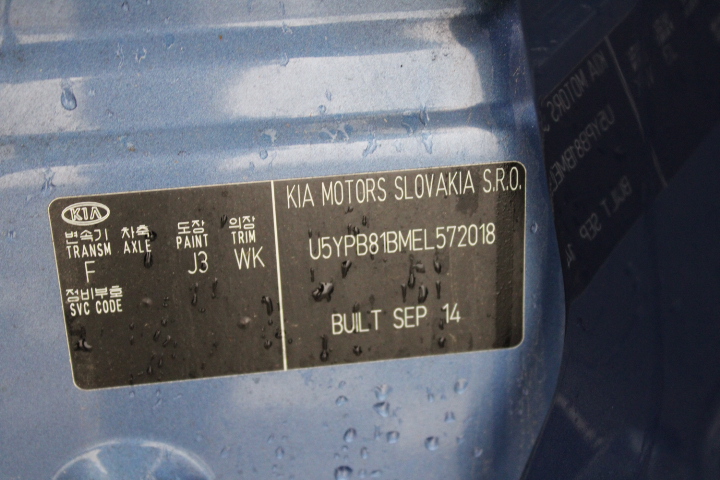 KIA
변속기 차축 도장 의장
TRANSM AXLE PAINT TRIM
F J3 WK
정비부호
SVC CODE
KIA MOTORS SLOVAKIA S.R.O.
U5YPB81BMEL572018
BUILT SEP 14